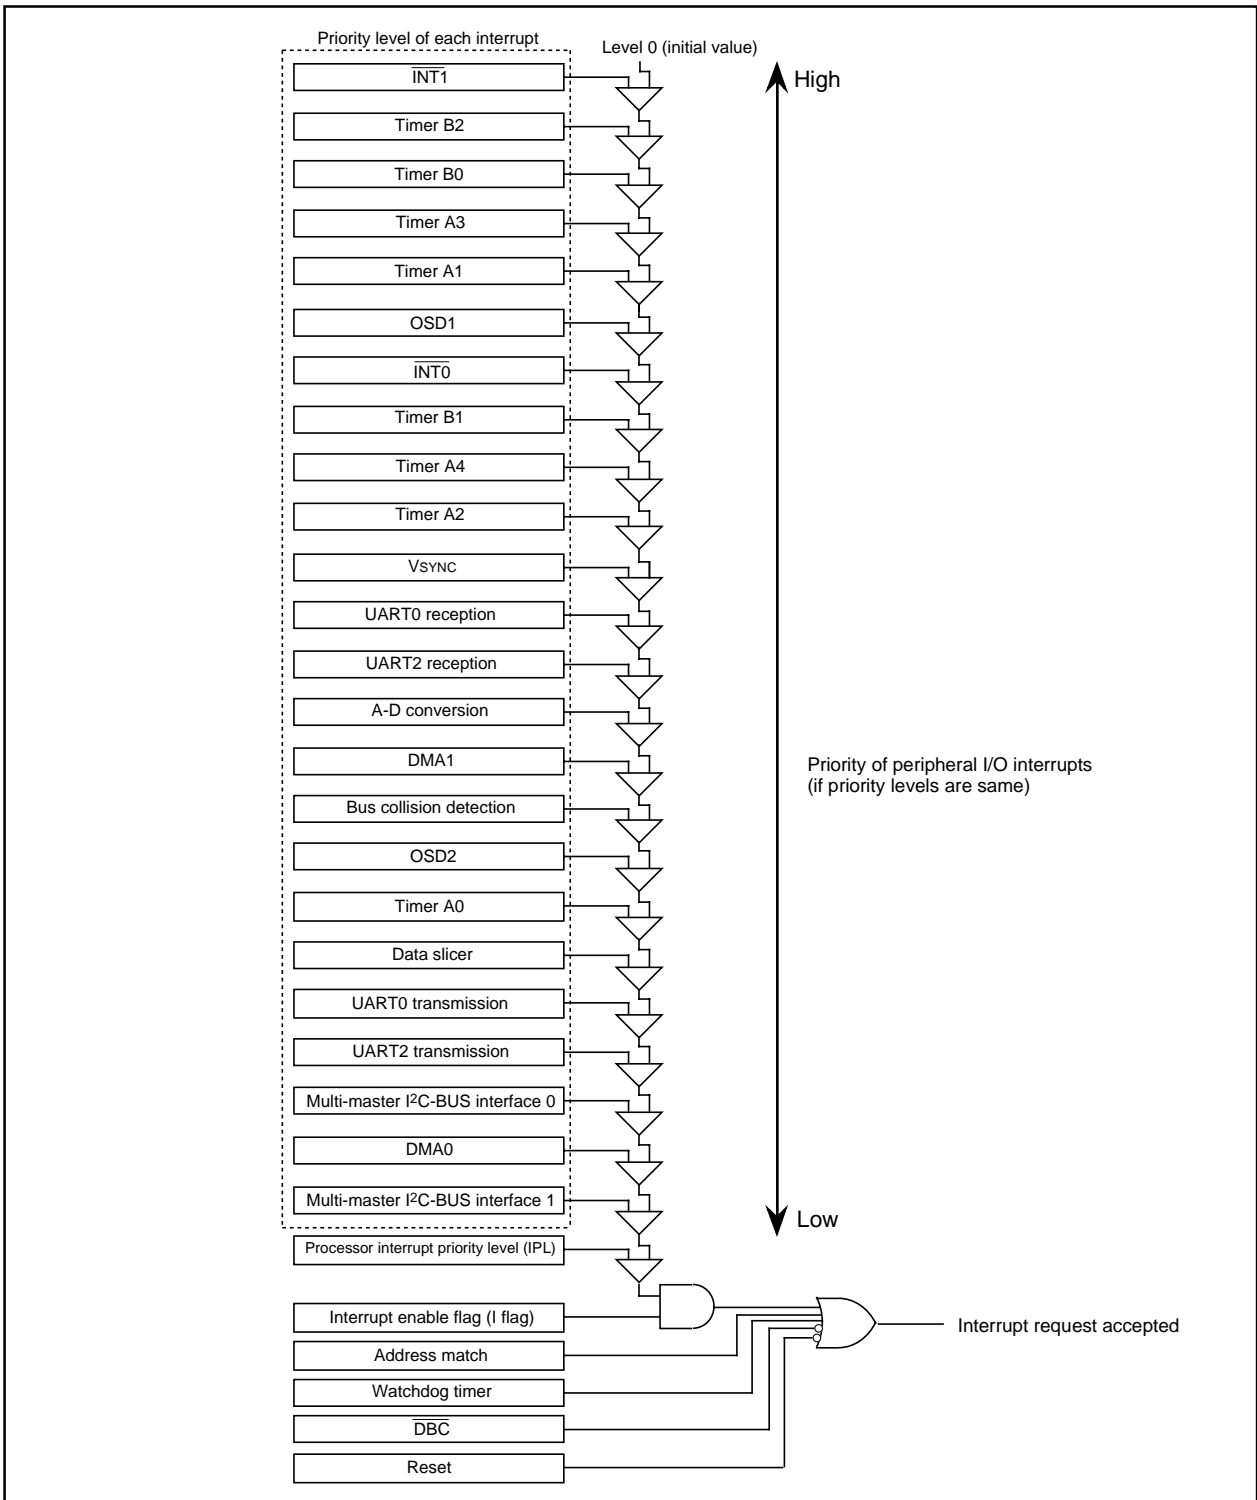 Priority level of each interrupt
Level 0 (initial value)
High
INT1
Timer B2
Timer B0
Timer A3
Timer A1
OSD1
INT0
Timer B1
Timer A4
Timer A2
VSYNC
UART0 reception
UART2 reception
A-D conversion
DMA1
Priority of peripheral I/O interrupts
(if priority levels are same)
Bus collision detection
OSD2
Timer A0
Data slicer
UART0 transmission
UART2 transmission
Multi-master I²C-BUS interface 0
DMA0
Multi-master I²C-BUS interface 1
Low
Processor interrupt priority level (IPL)
Interrupt enable flag (I flag)
Interrupt request accepted
Address match
Watchdog timer
DBC
Reset